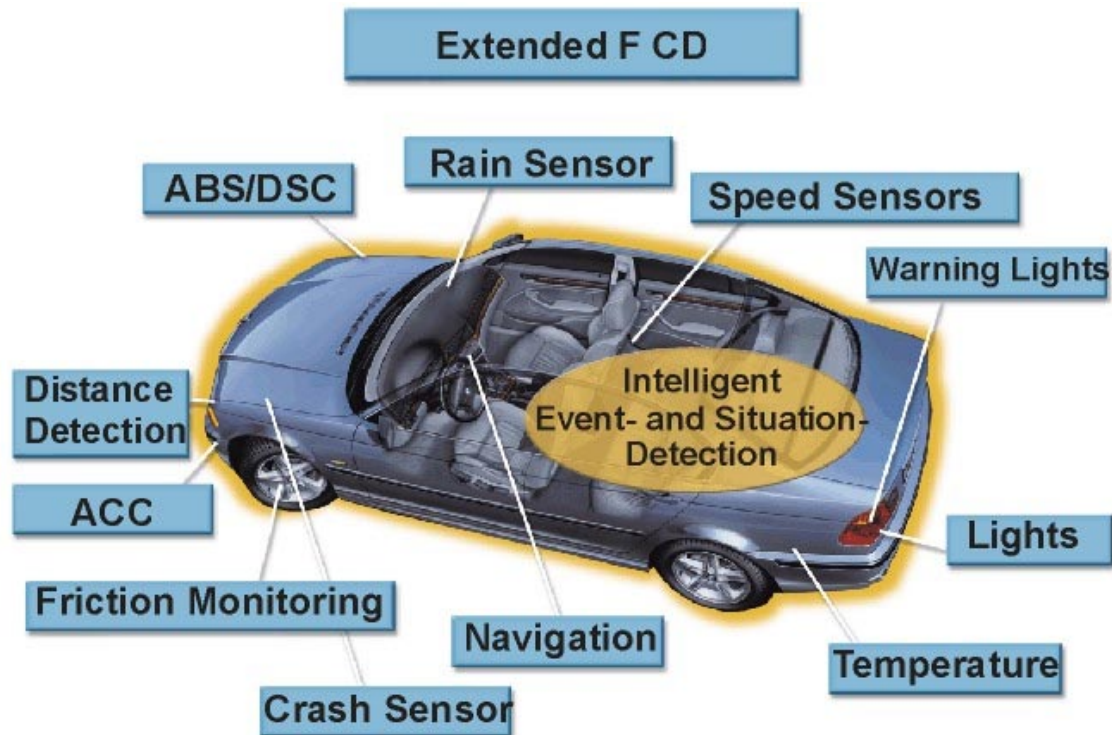 Extended F CD
Rain Sensor
ABS/DSC
Speed Sensors
Warning Lights
Distance
Detection
Intelligent
Event- and Situation-
Detection
ACC
Lights
Friction Monitoring
Navigation
Temperature
Crash Sensor